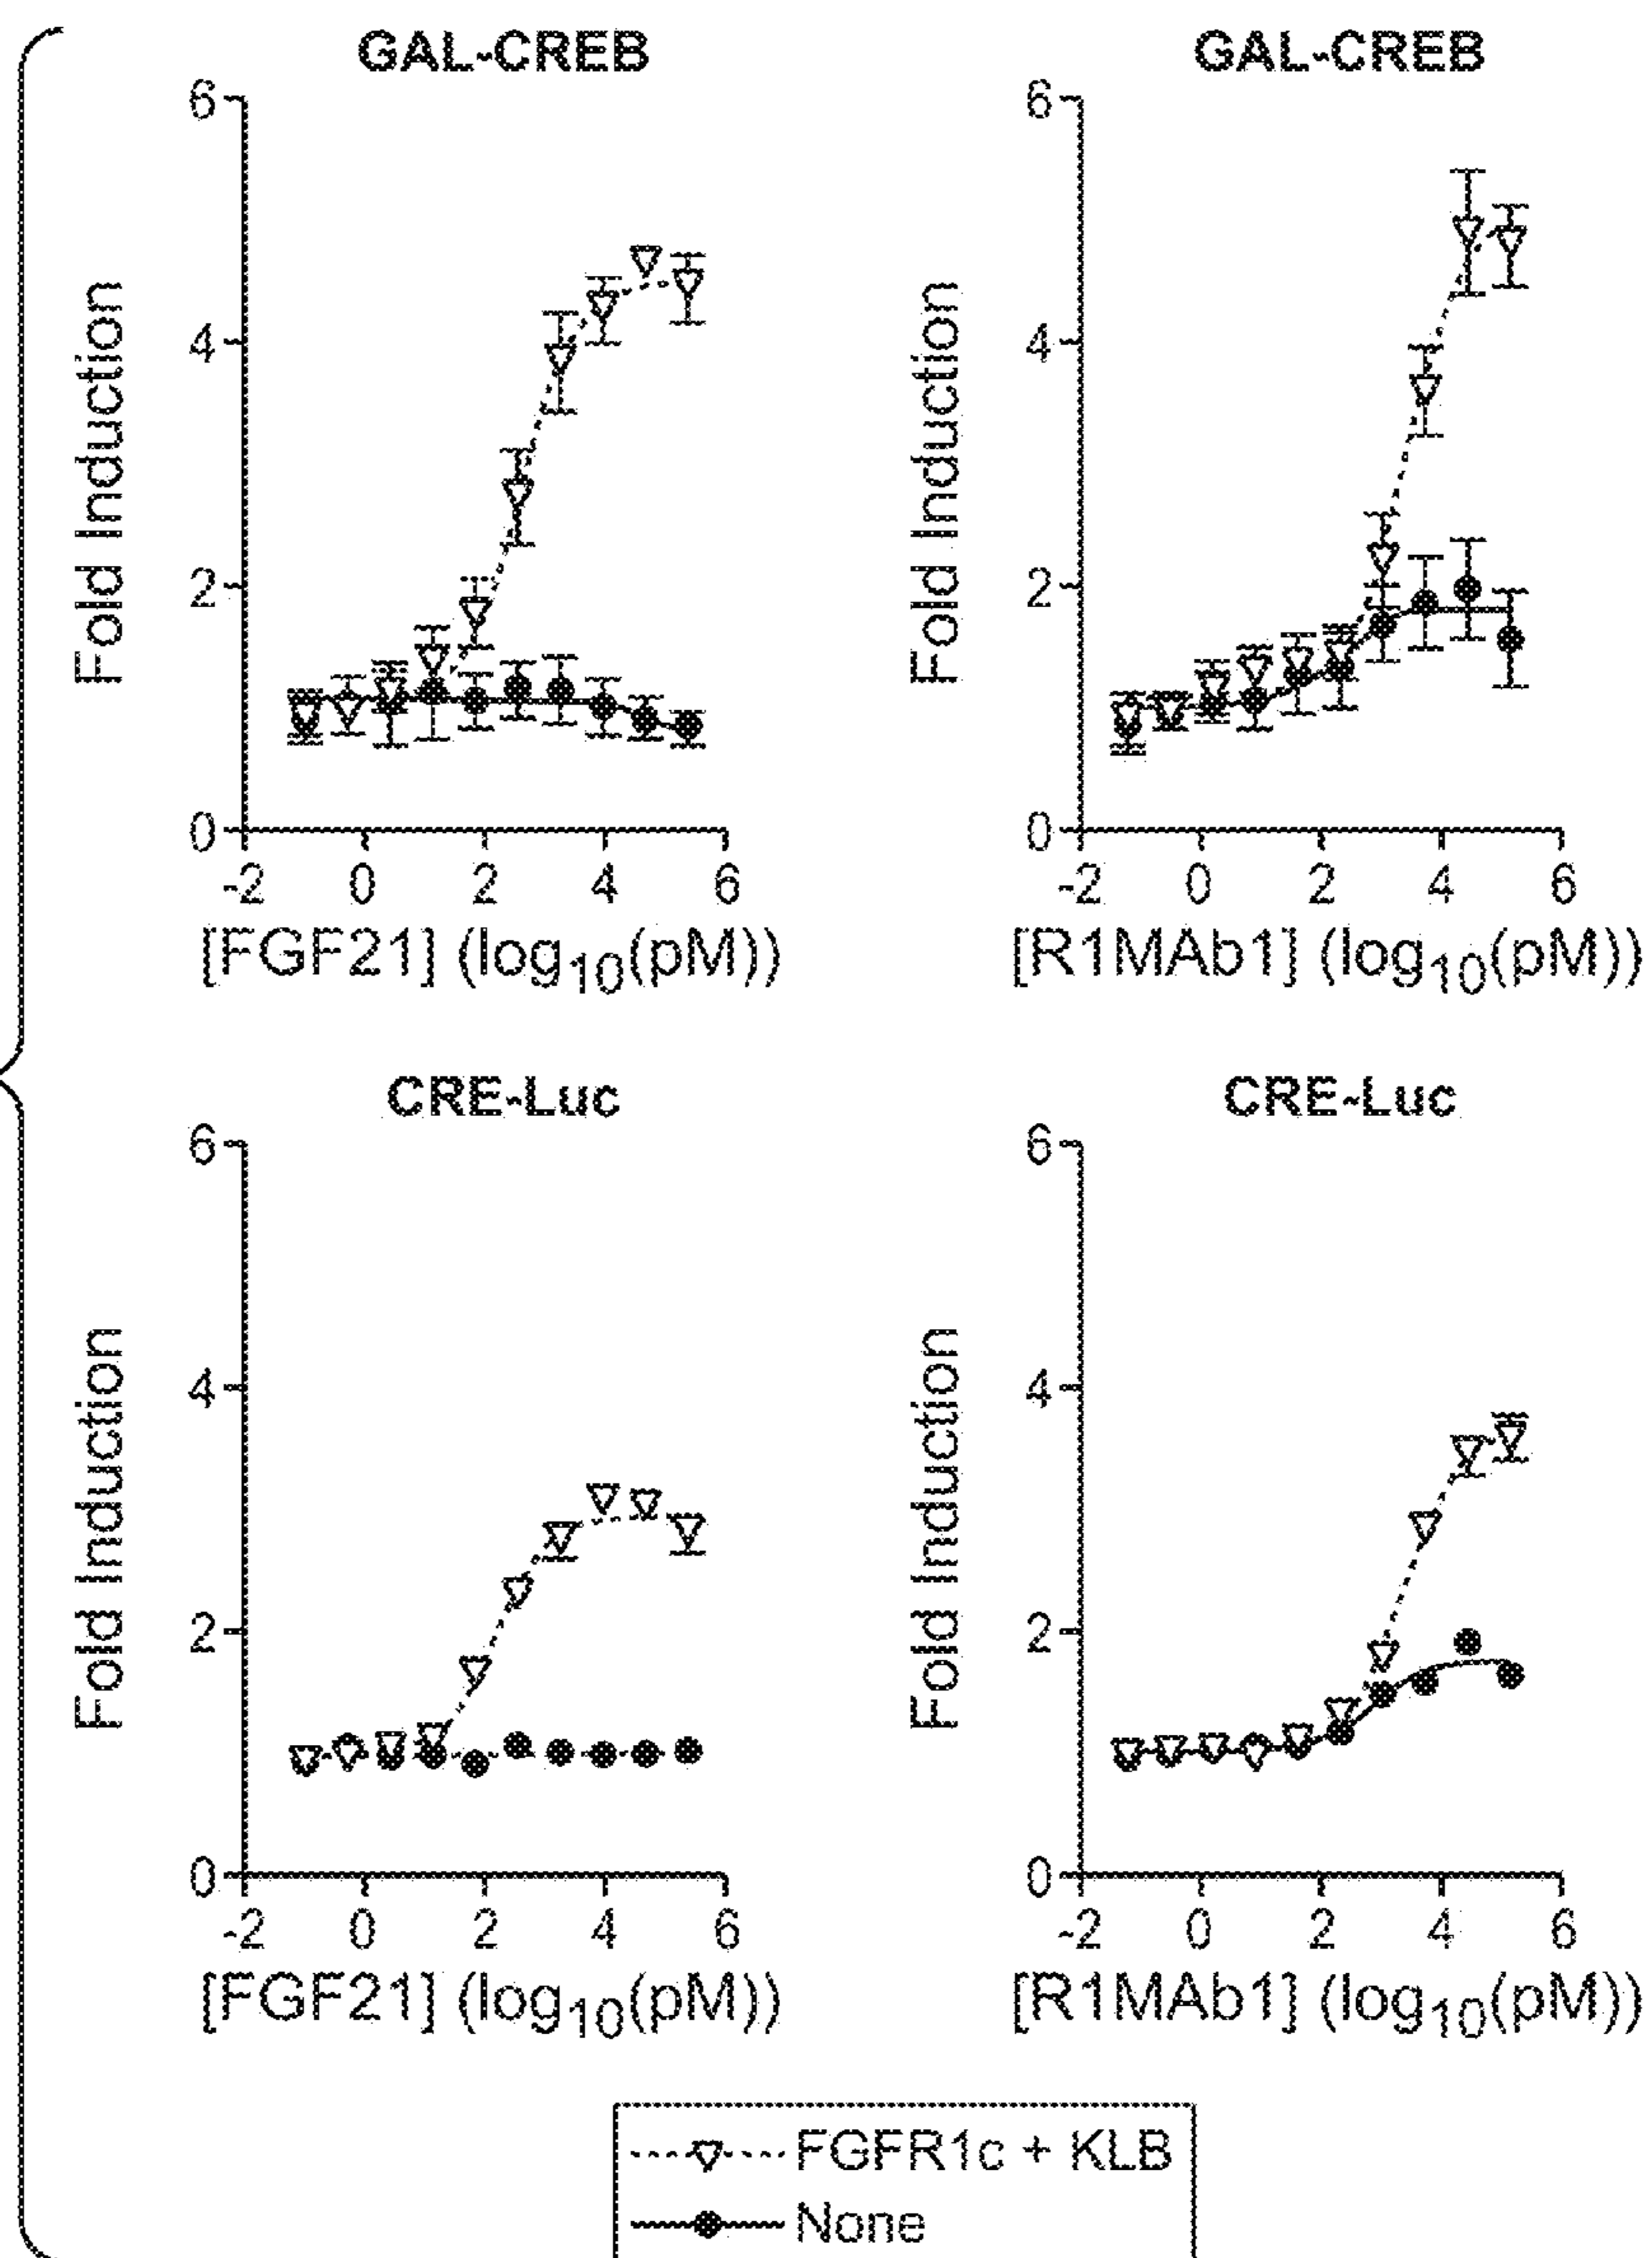 GAL-CREB
GAL-CREB
Fold Induction
6
4
2
0
-2 0 2 4 6
[FGF21] (log10(pM))
Fold Induction
6
4
2
0
-2 0 2 4 6
[R1MAb1] (log10(pM))
CRE-Luc
CRE-Luc
Fold Induction
6
4
2
0
-2 0 2 4 6
[FGF21] (log10(pM))
Fold Induction
6
4
2
0
-2 0 2 4 6
[R1MAb1] (log10(pM))
FGFR1c + KLB
None